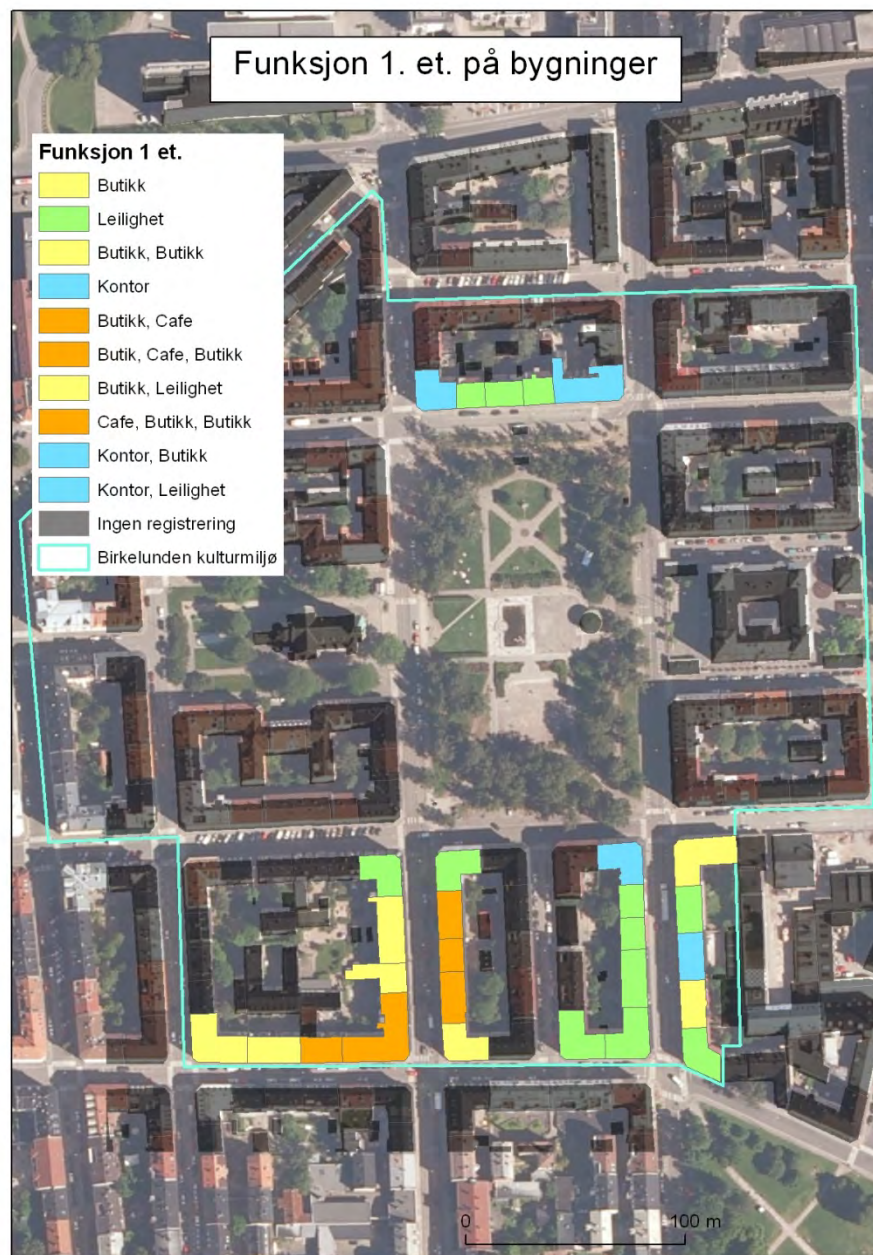 Funksjon 1. et. på bygninger
Funksjon 1 et.
Butikk
Leilighet
Butikk, Butikk
Kontor
Butikk, Cafe
Butik, Cafe, Butikk
Butikk, Leilighet
Cafe, Butikk, Butikk
Kontor, Butikk
Kontor, Leilighet
Ingen registrering
Birkelunden kulturmiljø
0 100 m